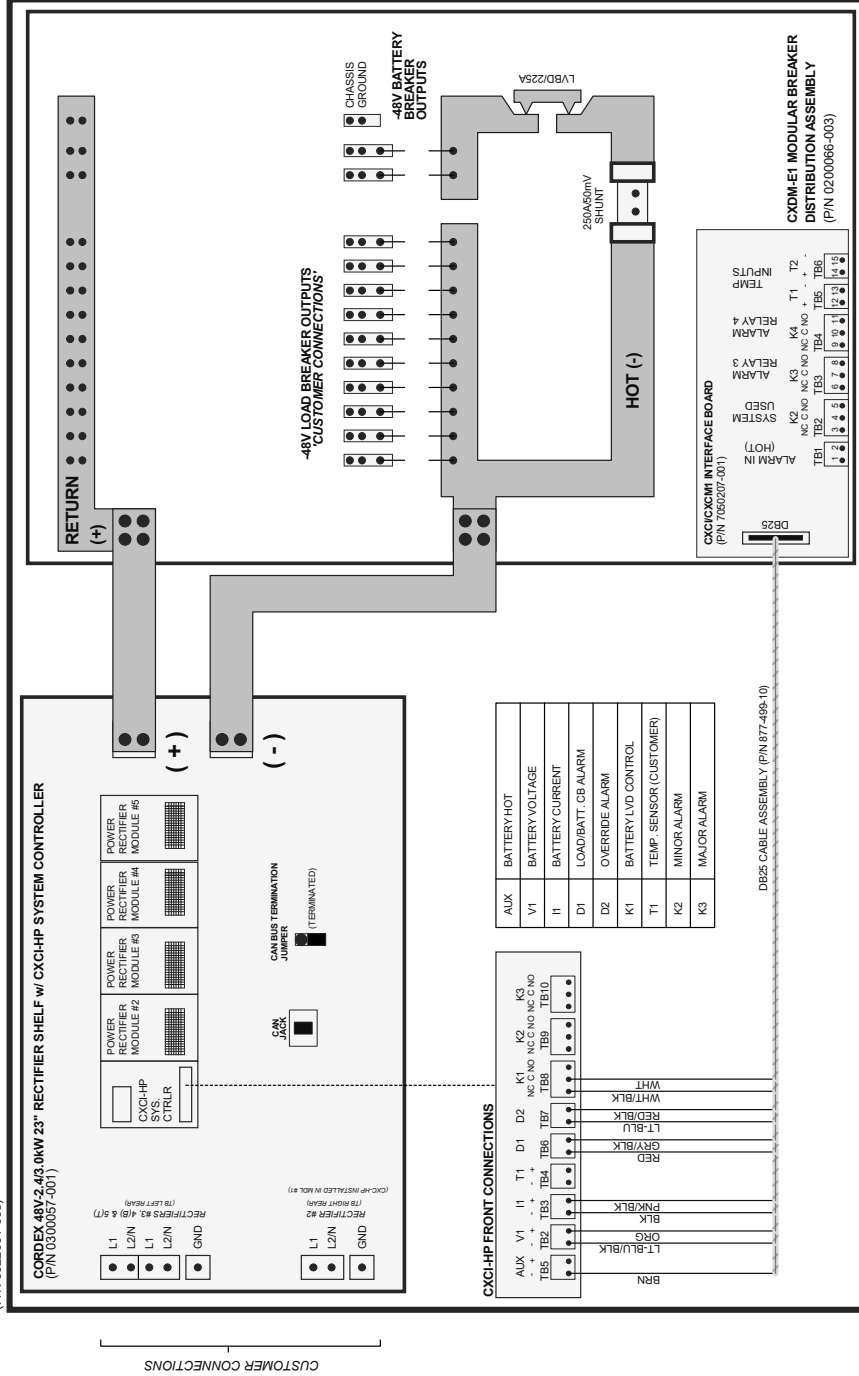 CORDEX 48V-2.4/3.0kW 23" RECTIFIER SHELF w/ CXCI-HP SYSTEM CONTROLLER
(P/N 0300057-001)
L1
L2/N
L1
L2/N
GND
RECTIFIERS #3, 4(B) & 5(T)
(TB LEFT REAR)
L1
L2/N
GND
RECTIFIER #2
(TB RIGHT REAR)
(CXC-HP INSTALLED IN MDL #1)
CUSTOMER CONNECTIONS
CXCI-HP
SYS.
CTRLR
POWER
RECTIFIER
MODULE #2
POWER
RECTIFIER
MODULE #3
POWER
RECTIFIER
MODULE #4
POWER
RECTIFIER
MODULE #5
CAN
JACK
CAN BUS TERMINATION
JUMPER
(TERMINATED)
( + )
( - )
RETURN
(+)
-48V LOAD BREAKER OUTPUTS
'CUSTOMER CONNECTIONS'
CHASSIS
GROUND
-48V BATTERY
BREAKER
OUTPUTS
LVBD/225A
250A/50mV
SHUNT
HOT (-)
CXDM-E1 MODULAR BREAKER
DISTRIBUTION ASSEMBLY
(P/N 0200066-003)
CXCI/CXCM1 INTERFACE BOARD
(P/N 7050207-001)
DB25
ALARM IN
(HOT)
TB1
1 2
SYSTEM
USED
K2
NC C NO
TB2
3 4 5
ALARM
RELAY 3
K3
NC C NO
TB3
6 7 8
ALARM
RELAY 4
K4
NC C NO
TB4
9 10 11
TEMP
INPUTS
T1
+ -
TB5
12 13
T2
+ -
TB6
14 15
CXCI-HP FRONT CONNECTIONS
AUX
- +
TB5
V1
- +
TB2
I1
- +
TB3
T1
- +
TB4
D1
TB6
D2
TB7
K1
NC C NO
TB8
K2
NC C NO
TB9
K3
NC C NO
TB10
BRN
LT-BLU/BLK
ORG
BLK
PNK/BLK
RED
GRY/BLK
LT-BLU
RED/BLK
WHT/BLK
WHT
AUX BATTERY HOT
V1 BATTERY VOLTAGE
I1 BATTERY CURRENT
D1 LOAD/BATT. CB ALARM
D2 OVERRIDE ALARM
K1 BATTERY LVD CONTROL
T1 TEMP. SENSOR (CUSTOMER)
K2 MINOR ALARM
K3 MAJOR ALARM
DB25 CABLE ASSEMBLY (P/N 877-499-10)